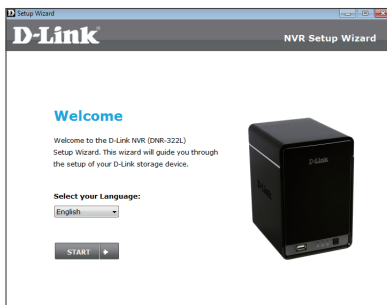 Setup Wizard
D-Link
NVR Setup Wizard
Welcome
Welcome to the D-Link NVR (DNR-322L)
Setup Wizard. This wizard will guide you through
the setup of your D-Link storage device.
Select your Language:
English
START
D-Link
D-Link